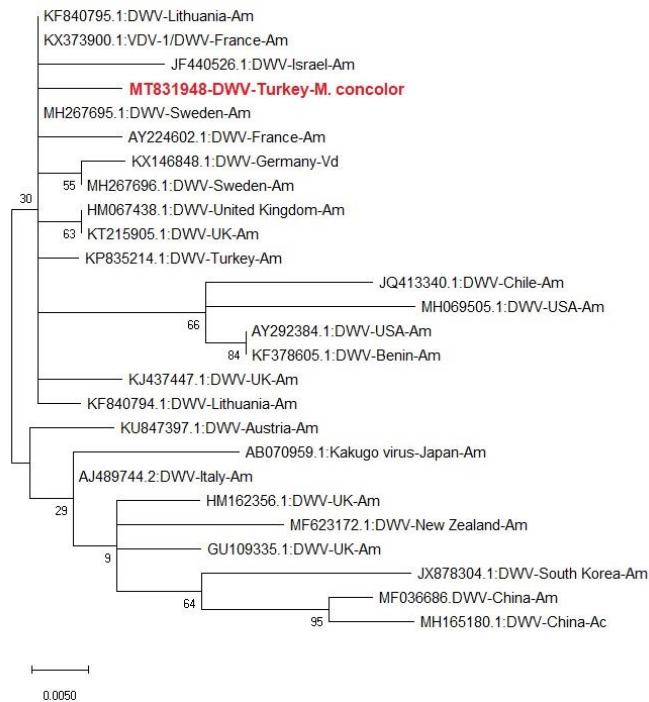 KF840795.1:DWV-Lithuania-Am
KX373900.1:VDV-1/DWV-France-Am
JF440526.1:DWV-Israel-Am
MT831948-DWV-Turkey-M. concolor
MH267695.1:DWV-Sweden-Am
AY224602.1:DWV-France-Am
KX146848.1:DWV-Germany-Vd
55
MH267696.1:DWV-Sweden-Am
30
HM067438.1:DWV-United Kingdom-Am
63
KT215905.1:DWV-UK-Am
KP835214.1:DWV-Turkey-Am
JQ413340.1:DWV-Chile-Am
MH069505.1:DWV-USA-Am
66
AY292384.1:DWV-USA-Am
84
KF378605.1:DWV-Benin-Am
KJ437447.1:DWV-UK-Am
KF840794.1:DWV-Lithuania-Am
KU847397.1:DWV-Austria-Am
AB070959.1:Kakugo virus-Japan-Am
AJ489744.2:DWV-Italy-Am
29
HM162356.1:DWV-UK-Am
MF623172.1:DWV-New Zealand-Am
9
GU109335.1:DWV-UK-Am
JX878304.1:DWV-South Korea-Am
64
MF036686.DWV-China-Am
95
MH165180.1:DWV-China-Ac
0.0050